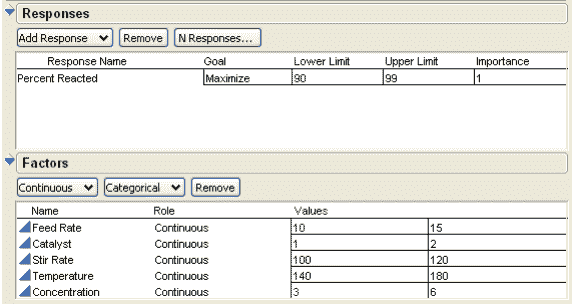 Responses
Add Response Remove N Responses...
Response Name Goal Lower Limit Upper Limit Importance
Percent Reacted Maximize 90 99 1
Factors
Continuous Categorical Remove
Name Role Values
Feed Rate Continuous 10 15
Catalyst Continuous 1 2
Stir Rate Continuous 100 120
Temperature Continuous 140 180
Concentration Continuous 3 6